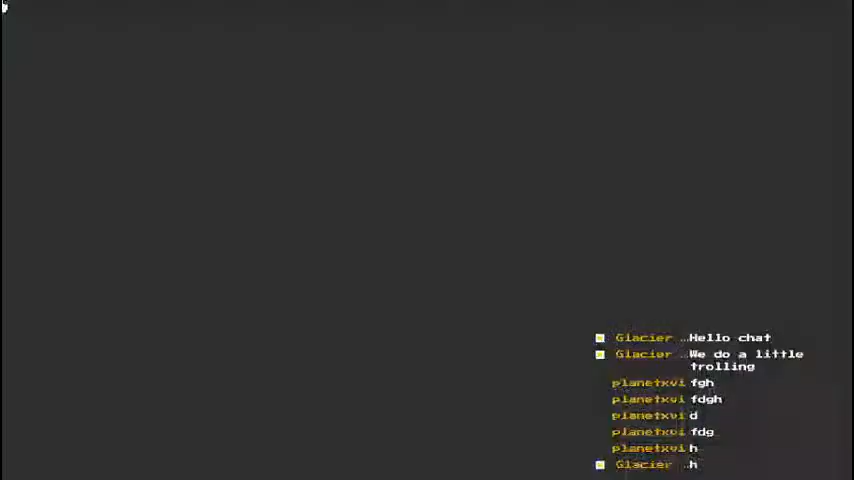 Glacier …Hello chat
Glacier …We do a little
trolling
planetxvi fgh
planetxvi fdgh
planetxvi d
planetxvi fdg
planetxvi h
Glacier …h